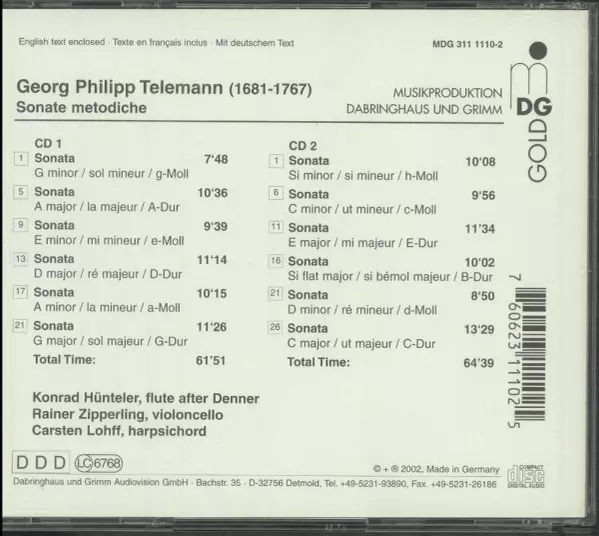 English text enclosed · Texte en français inclus · Mit deutschem Text
MDG 311 1110-2
Georg Philipp Telemann (1681-1767)
Sonate metodiche
MUSIKPRODUKTION
DABRINGHAUS UND GRIMM
DG
GOLD
CD 1
1 Sonata 7‘48
G minor / sol mineur / g-Moll
5 Sonata 10‘36
A major / la majeur / A-Dur
9 Sonata 9‘39
E minor / mi mineur / e-Moll
13 Sonata 11‘14
D major / ré majeur / D-Dur
17 Sonata 10‘15
A minor / la mineur / a-Moll
21 Sonata 11‘26
G major / sol majeur / G-Dur
Total Time: 61‘51
CD 2
1 Sonata 10‘08
Si minor / si mineur / h-Moll
6 Sonata 9‘56
C minor / ut mineur / c-Moll
11 Sonata 11‘34
E major / mi majeur / E-Dur
16 Sonata 10‘02
Si flat major / si bémol majeur / B-Dur
21 Sonata 8‘50
D minor / ré mineur / d-Moll
26 Sonata 13‘29
C major / ut majeur / C-Dur
Total Time: 64‘39
7 60623 11102 5
Konrad Hünteler, flute after Denner
Rainer Zipperling, violoncello
Carsten Lohff, harpsichord
D D D LC 6768
© + ® 2002, Made in Germany
Dabringhaus und Grimm Audiovision GmbH · Bachstr. 35 · D-32756 Detmold, Tel. +49-5231-93890, Fax. +49-5231-26186
COMPACT
disc
DIGITAL AUDIO